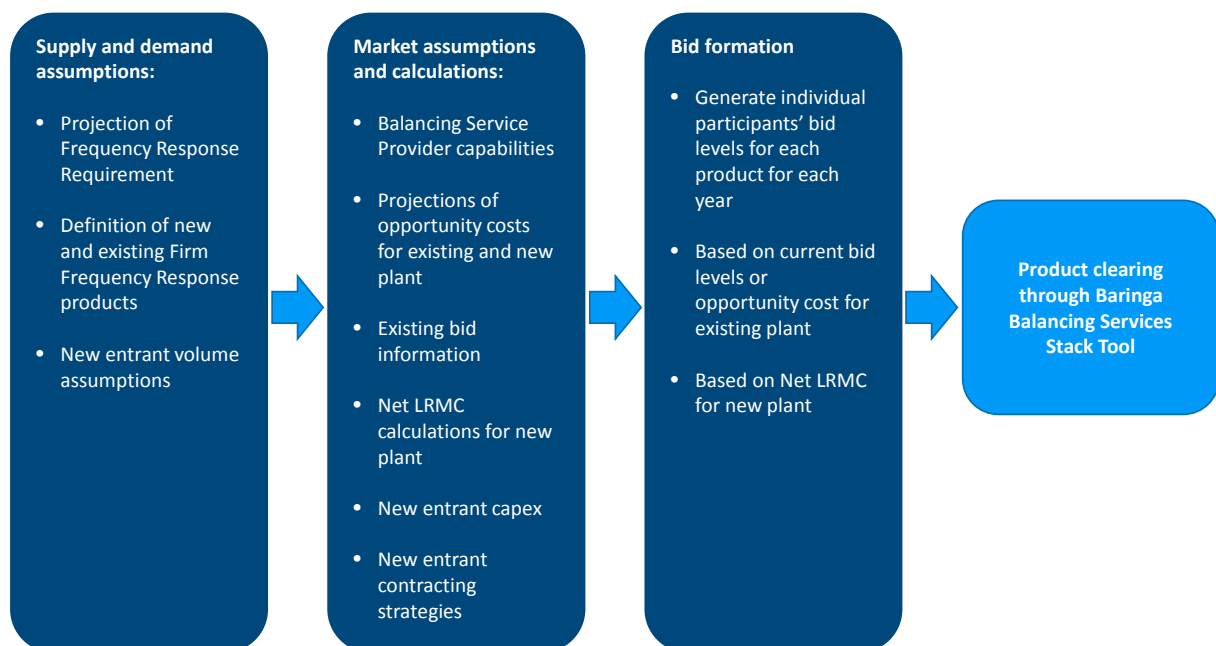 Supply and demand
assumptions:
• Projection of
Frequency Response
Requirement
• Definition of new
and existing Firm
Frequency Response
products
• New entrant volume
assumptions
Market assumptions
and calculations:
• Balancing Service
Provider capabilities
• Projections of
opportunity costs
for existing and new
plant
• Existing bid
information
• Net LRMC
calculations for new
plant
• New entrant capex
• New entrant
contracting
strategies
Bid formation
• Generate individual
participants’ bid
levels for each
product for each
year
• Based on current bid
levels or
opportunity cost for
existing plant
• Based on Net LRMC
for new plant
Product clearing
through Baringa
Balancing Services
Stack Tool